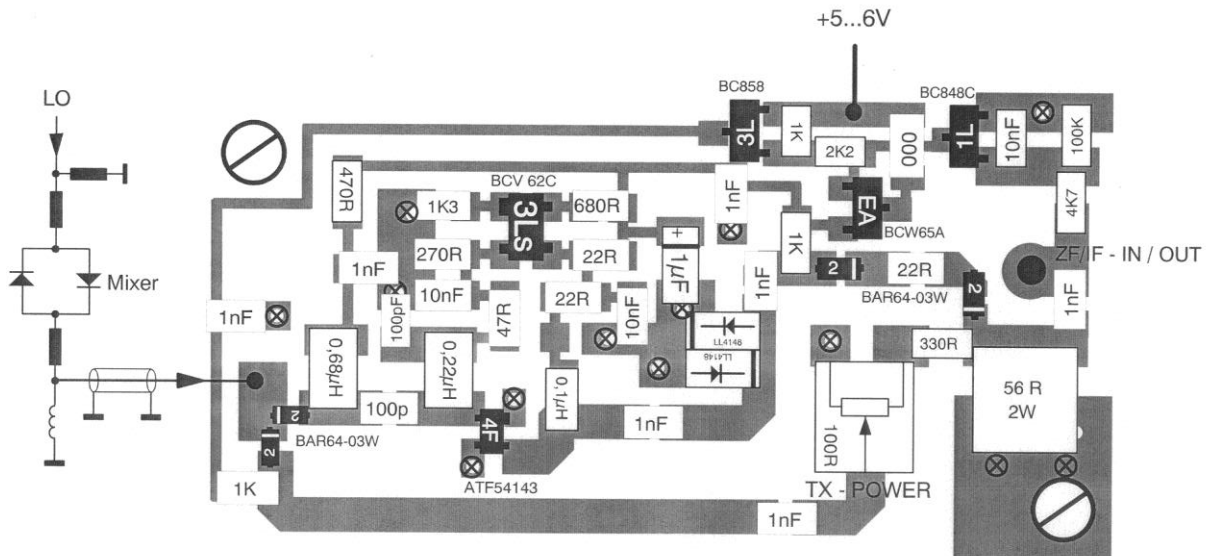 +5...6V
LO
BC858
BC848C
3L
1K
000
1L
10nF
100K
2K2
470R
BCV 62C
3Ls
1K3
680R
1nF
EA
4K7
BCW65A
1K
270R
22R
+
1µF
1nF
Mixer
2
22R
ZF/IF - IN / OUT
BAR64-03W
2
1nF
10nF
22R
10nF
1nF
1nF
100pF
47R
LL4148
LL4148
0,68µH
0,22µH
330R
56 R
2W
0,1µH
100p
2
BAR64-03W
4F
1nF
100R
2
ATF54143
1K
TX - POWER
1nF